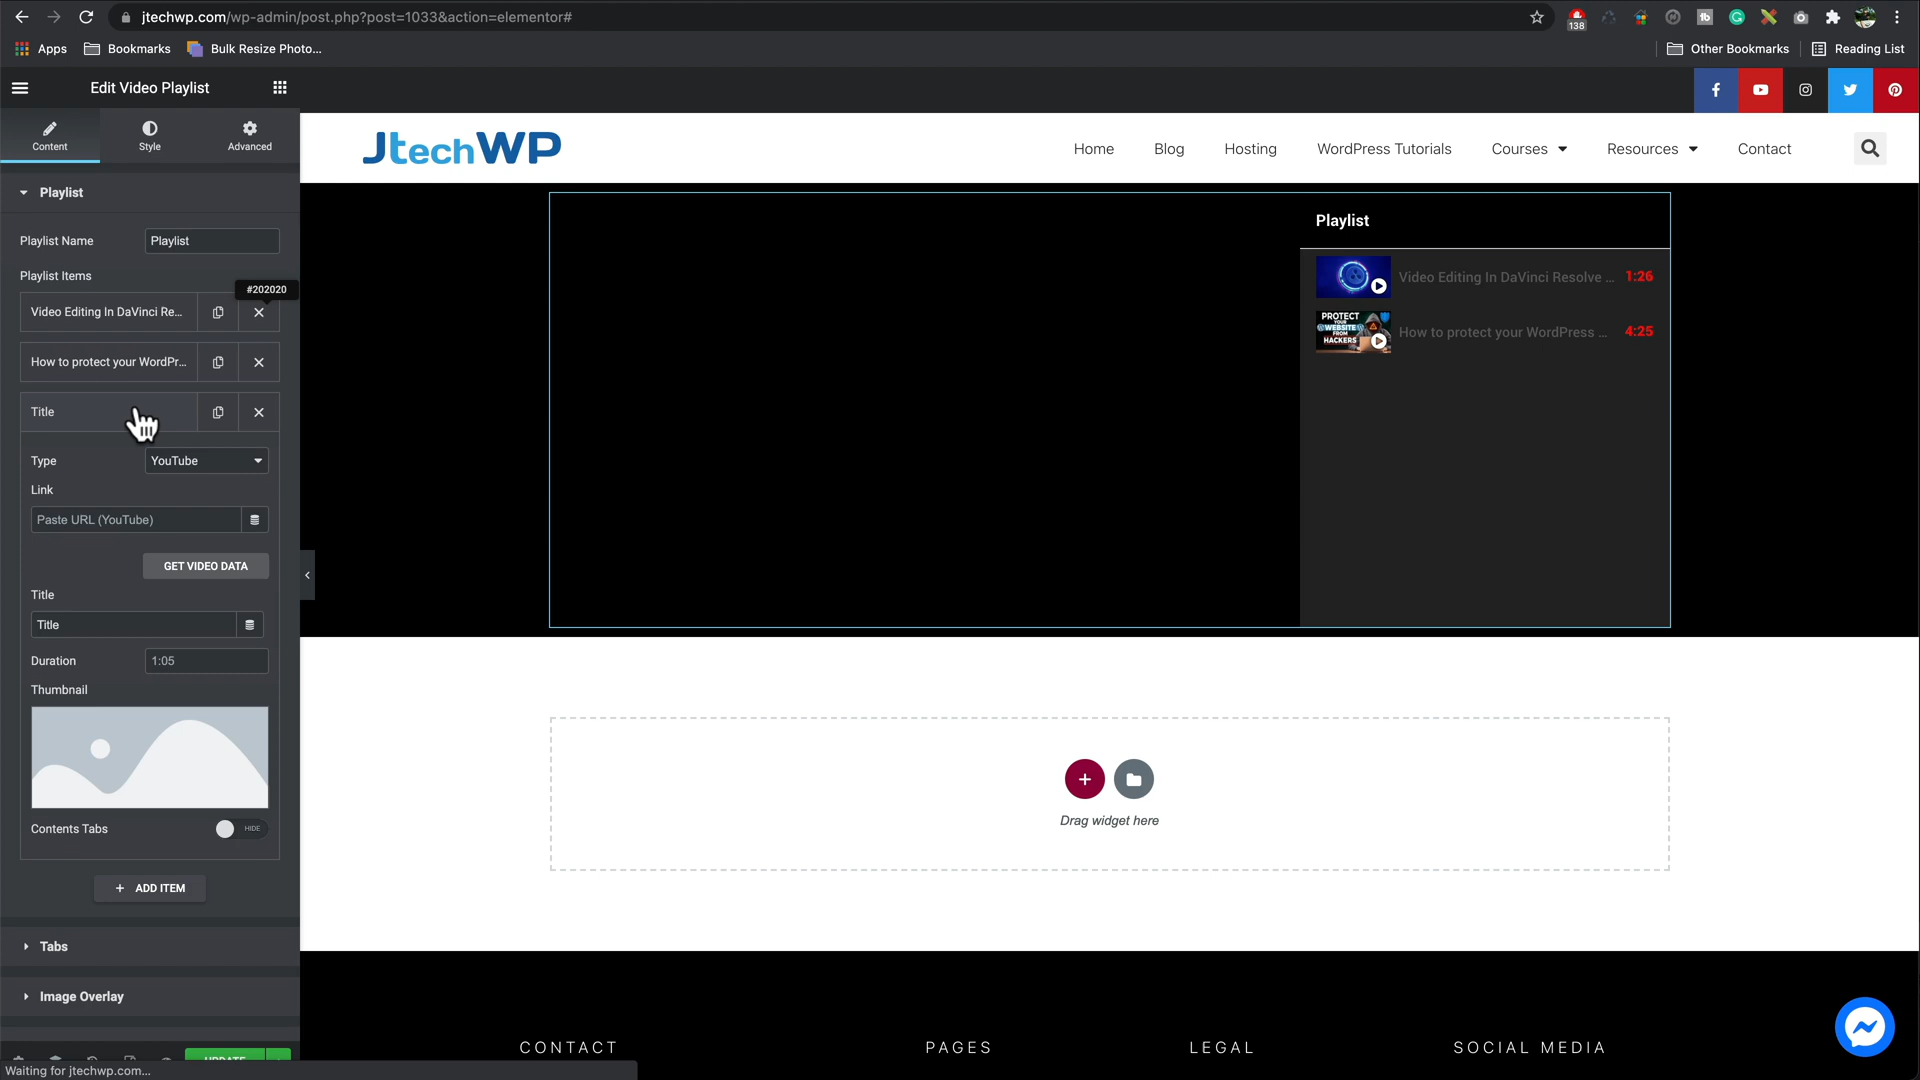 jtechwp.com/wp-admin/post.php?post=1033&action=elementor#
138
Apps
Bookmarks
Bulk Resize Photo...
Other Bookmarks
Reading List
Edit Video Playlist
Content
Style
Advanced
JtechWP
Home
Blog
Hosting
WordPress Tutorials
Courses
Resources
Contact
Playlist
Playlist Name
Playlist
Playlist Items
#202020
Video Editing In DaVinci Re...
How to protect your WordPr...
Title
Type
YouTube
Link
Paste URL (YouTube)
GET VIDEO DATA
Title
Title
Duration
1:05
Thumbnail
Contents Tabs
HIDE
+ ADD ITEM
Tabs
Image Overlay
UPDATE
Waiting for jtechwp.com...
Playlist
Video Editing In DaVinci Resolve ...
1:26
PROTECT
YOUR
WEBSITE
FROM
HACKERS
How to protect your WordPress ...
4:25
Drag widget here
CONTACT
PAGES
LEGAL
SOCIAL MEDIA